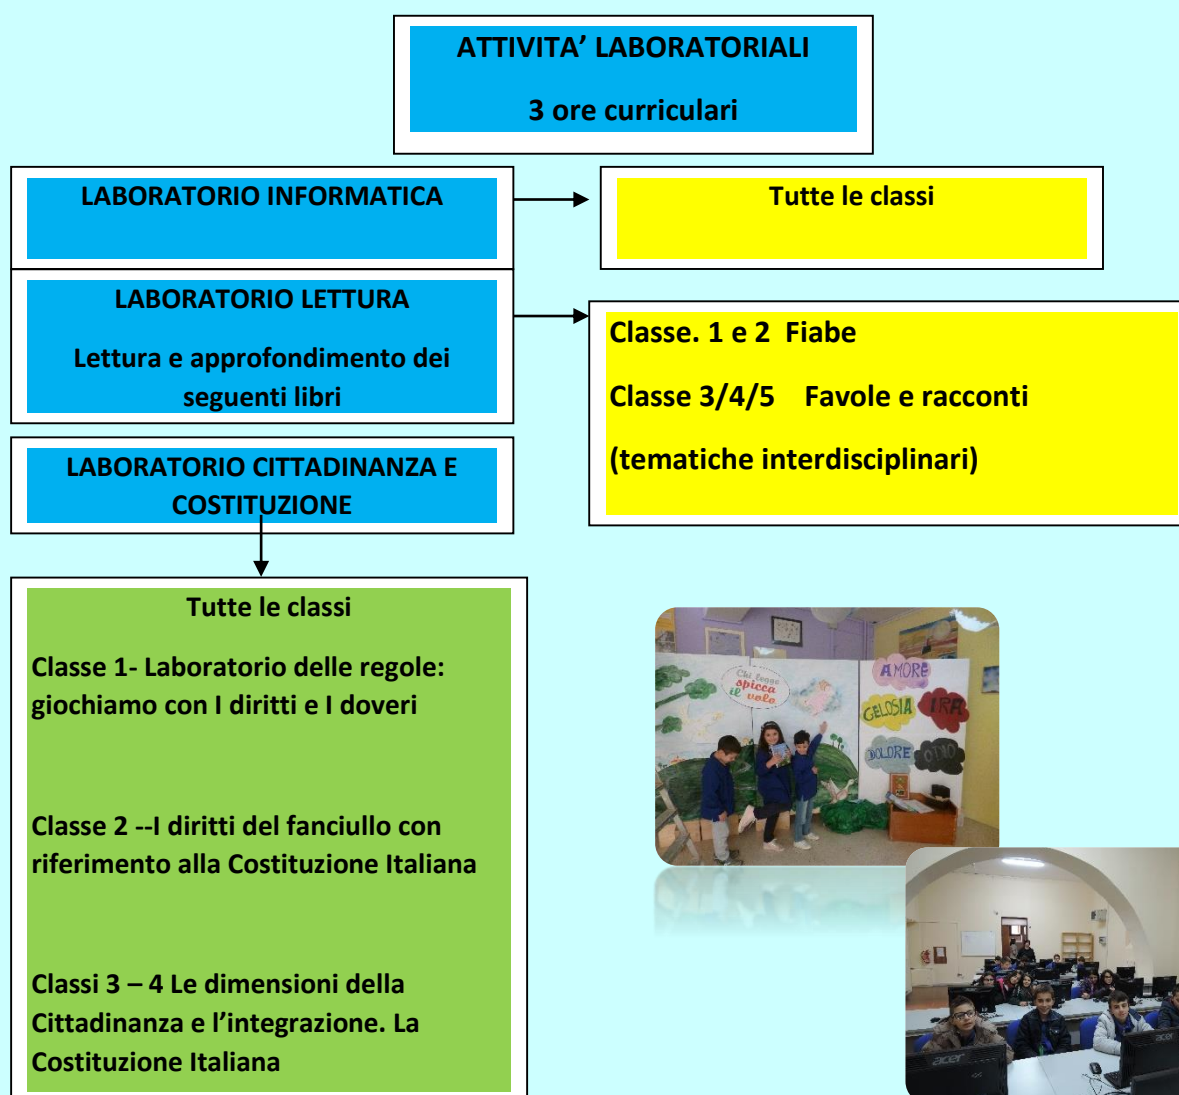 ATTIVITA’ LABORATORIALI
3 ore curriculari
LABORATORIO INFORMATICA
Tutte le classi
LABORATORIO LETTURA
Lettura e approfondimento dei
seguenti libri
Classe. 1 e 2  Fiabe
Classe 3/4/5    Favole e racconti
(tematiche interdisciplinari)
LABORATORIO CITTADINANZA E
COSTITUZIONE
Tutte le classi
Classe 1- Laboratorio delle regole:
giochiamo con I diritti e I doveri
Classe 2 --I diritti del fanciullo con
riferimento alla Costituzione Italiana
Classi 3 – 4 Le dimensioni della
Cittadinanza e l’integrazione. La
Costituzione Italiana
Chi legge
spicca
il volo
AMORE
GELOSIA
IRA
DOLORE
ODIO
acer
acer